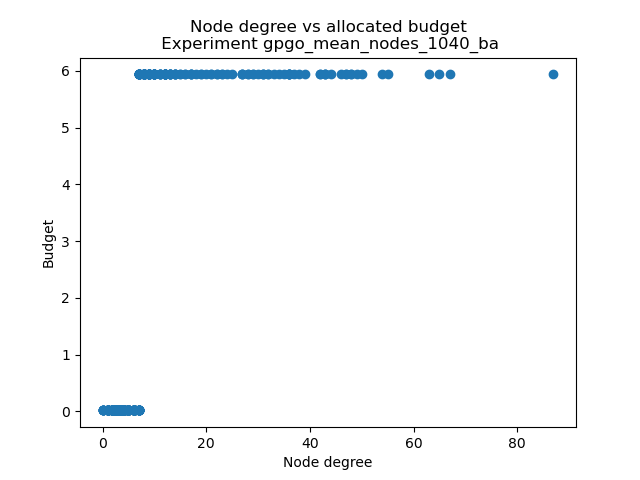 Node degree vs allocated budget
Experiment gpgo_mean_nodes_1040_ba
6
5
4
3
2
1
0
Budget
0 20 40 60 80
Node degree